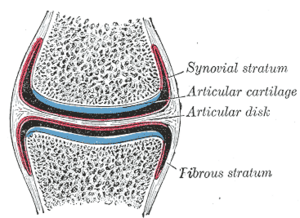 Synovial stratum
Articular cartilage
Articular disk
Fibrous stratum